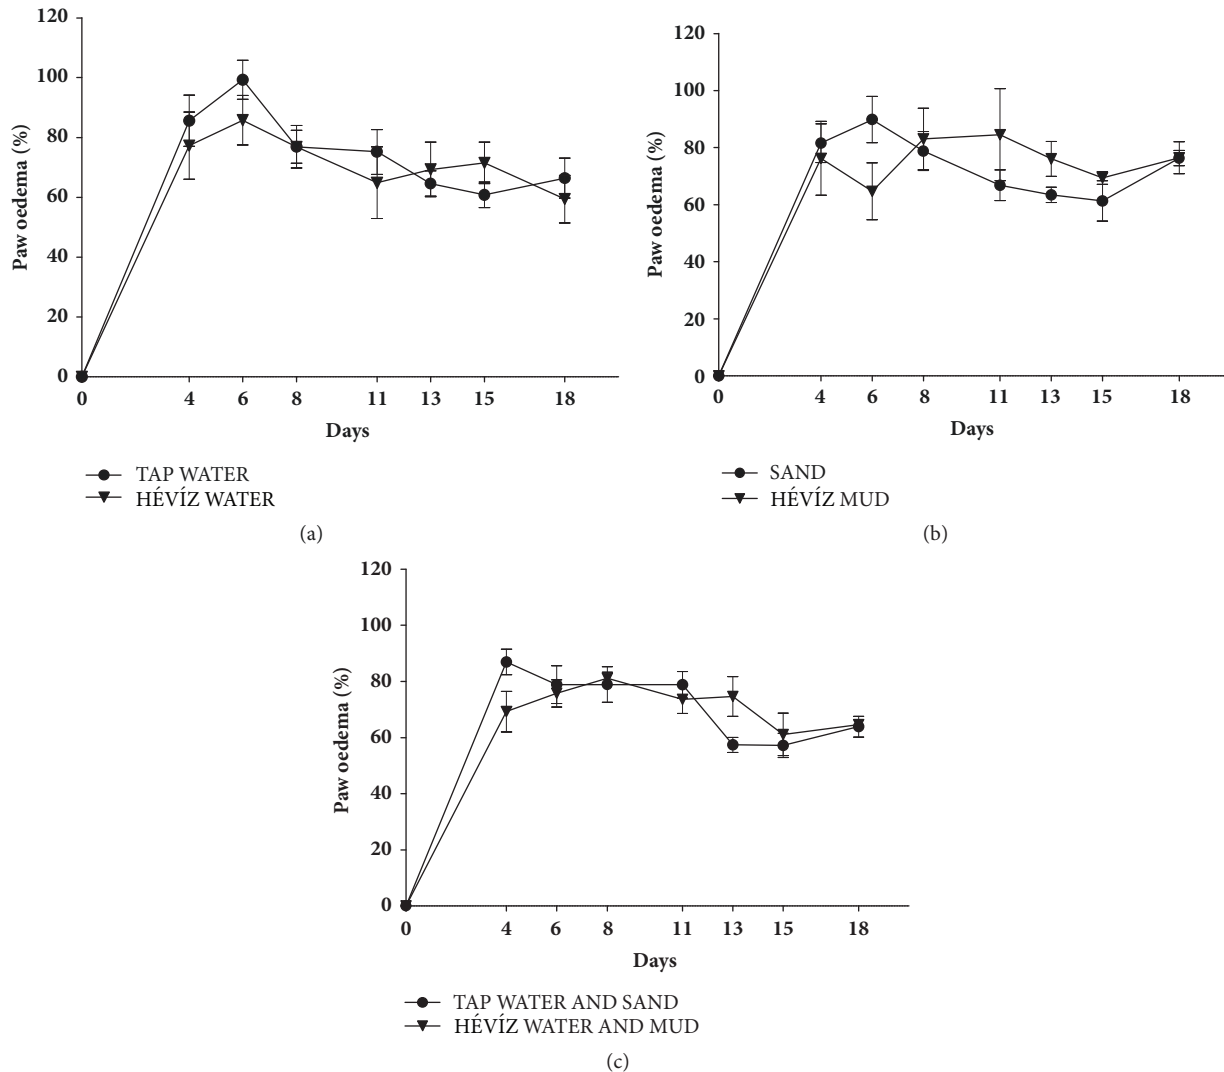 120
100
80
60
40
20
0
Paw oedema (%)
0 4 6 8 11 13 15 18
Days
TAP WATER
HÉVÍZ WATER
(a)
120
100
80
60
40
20
0
Paw oedema (%)
0 4 6 8 11 13 15 18
Days
SAND
HÉVÍZ MUD
(b)
120
100
80
60
40
20
0
Paw oedema (%)
0 4 6 8 11 13 15 18
Days
TAP WATER AND SAND
HÉVÍZ WATER AND MUD
(c)